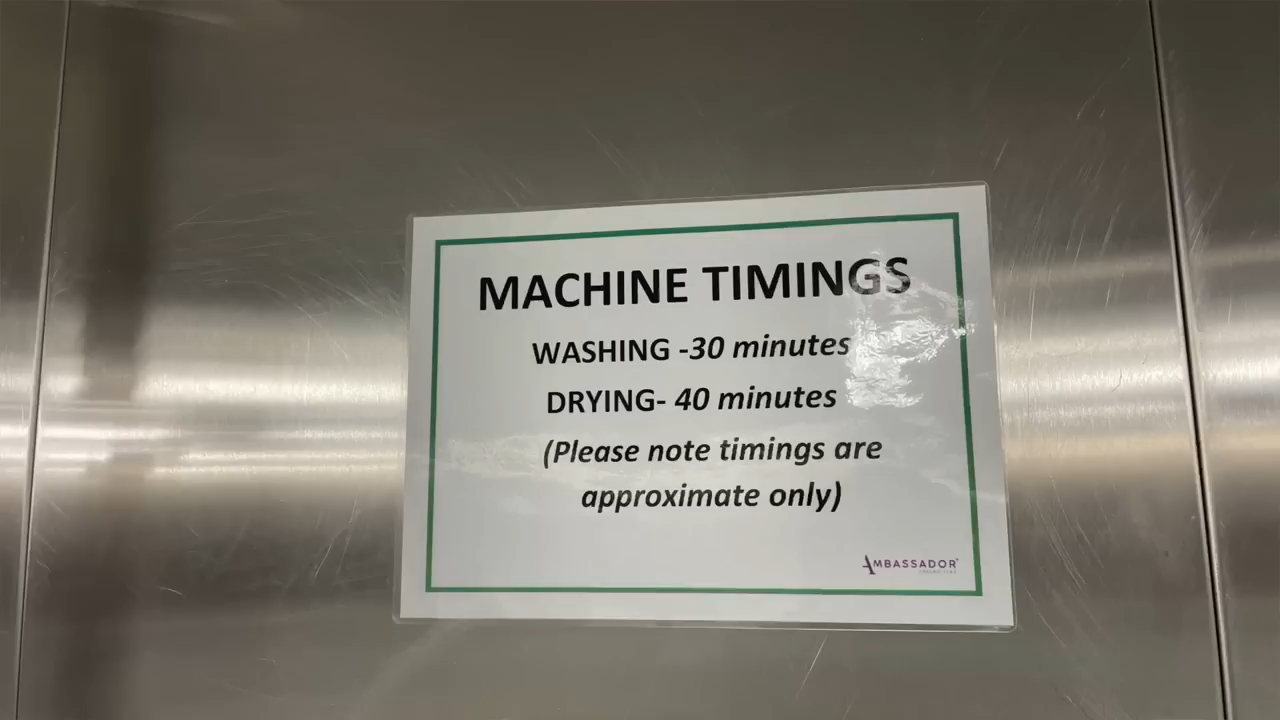 MACHINE TIMINGS
WASHING -30 minutes
DRYING- 40 minutes
(Please note timings are
approximate only)
AMBASSADOR